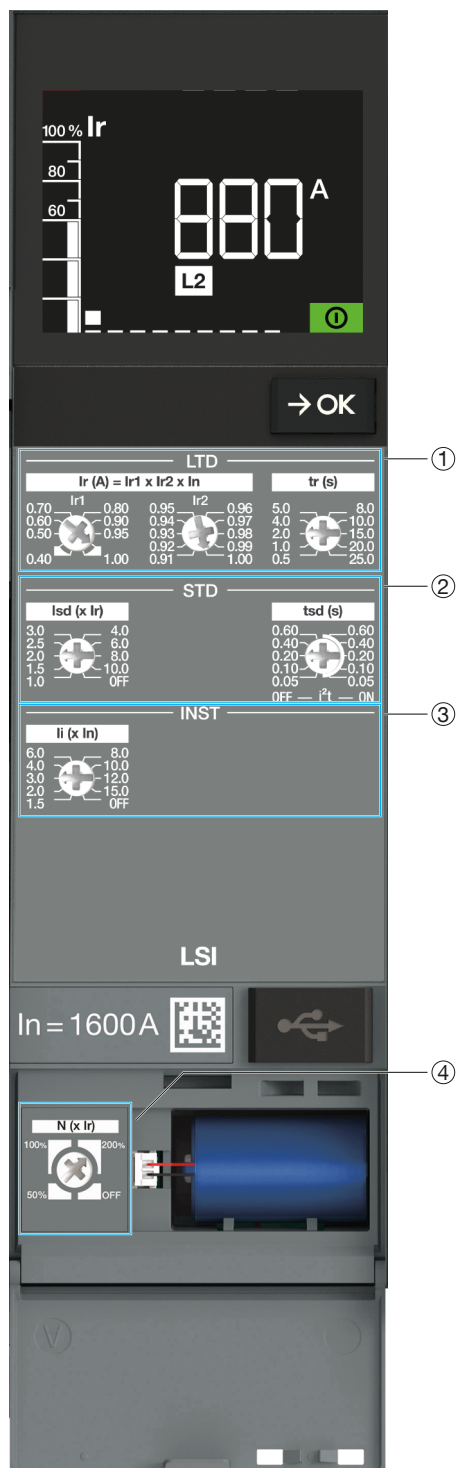 100 % Ir
80
60
880 A
L2
→ OK
1
LTD
Ir (A) = Ir1 x Ir2 x In
tr (s)
Ir1
Ir2
0.70 0.80 0.95 0.96 5.0 8.0
0.60 0.90 0.94 0.97 4.0 10.0
0.50 0.95 0.93 0.98 2.0 15.0
0.92 0.99 1.0 20.0
0.40 1.00 0.91 1.00 0.5 25.0
2
STD
Isd (x Ir)
tsd (s)
3.0 4.0 0.60 0.60
2.5 6.0 0.40 0.40
2.0 8.0 0.20 0.20
1.5 10.0 0.10 0.10
1.0 OFF 0.05 0.05
OFF — i²t — ON
3
INST
Ii (x In)
6.0 8.0
4.0 10.0
3.0 12.0
2.0 15.0
1.5 OFF
LSI
In = 1600 A
4
N (x Ir)
100% 200%
50% OFF
V